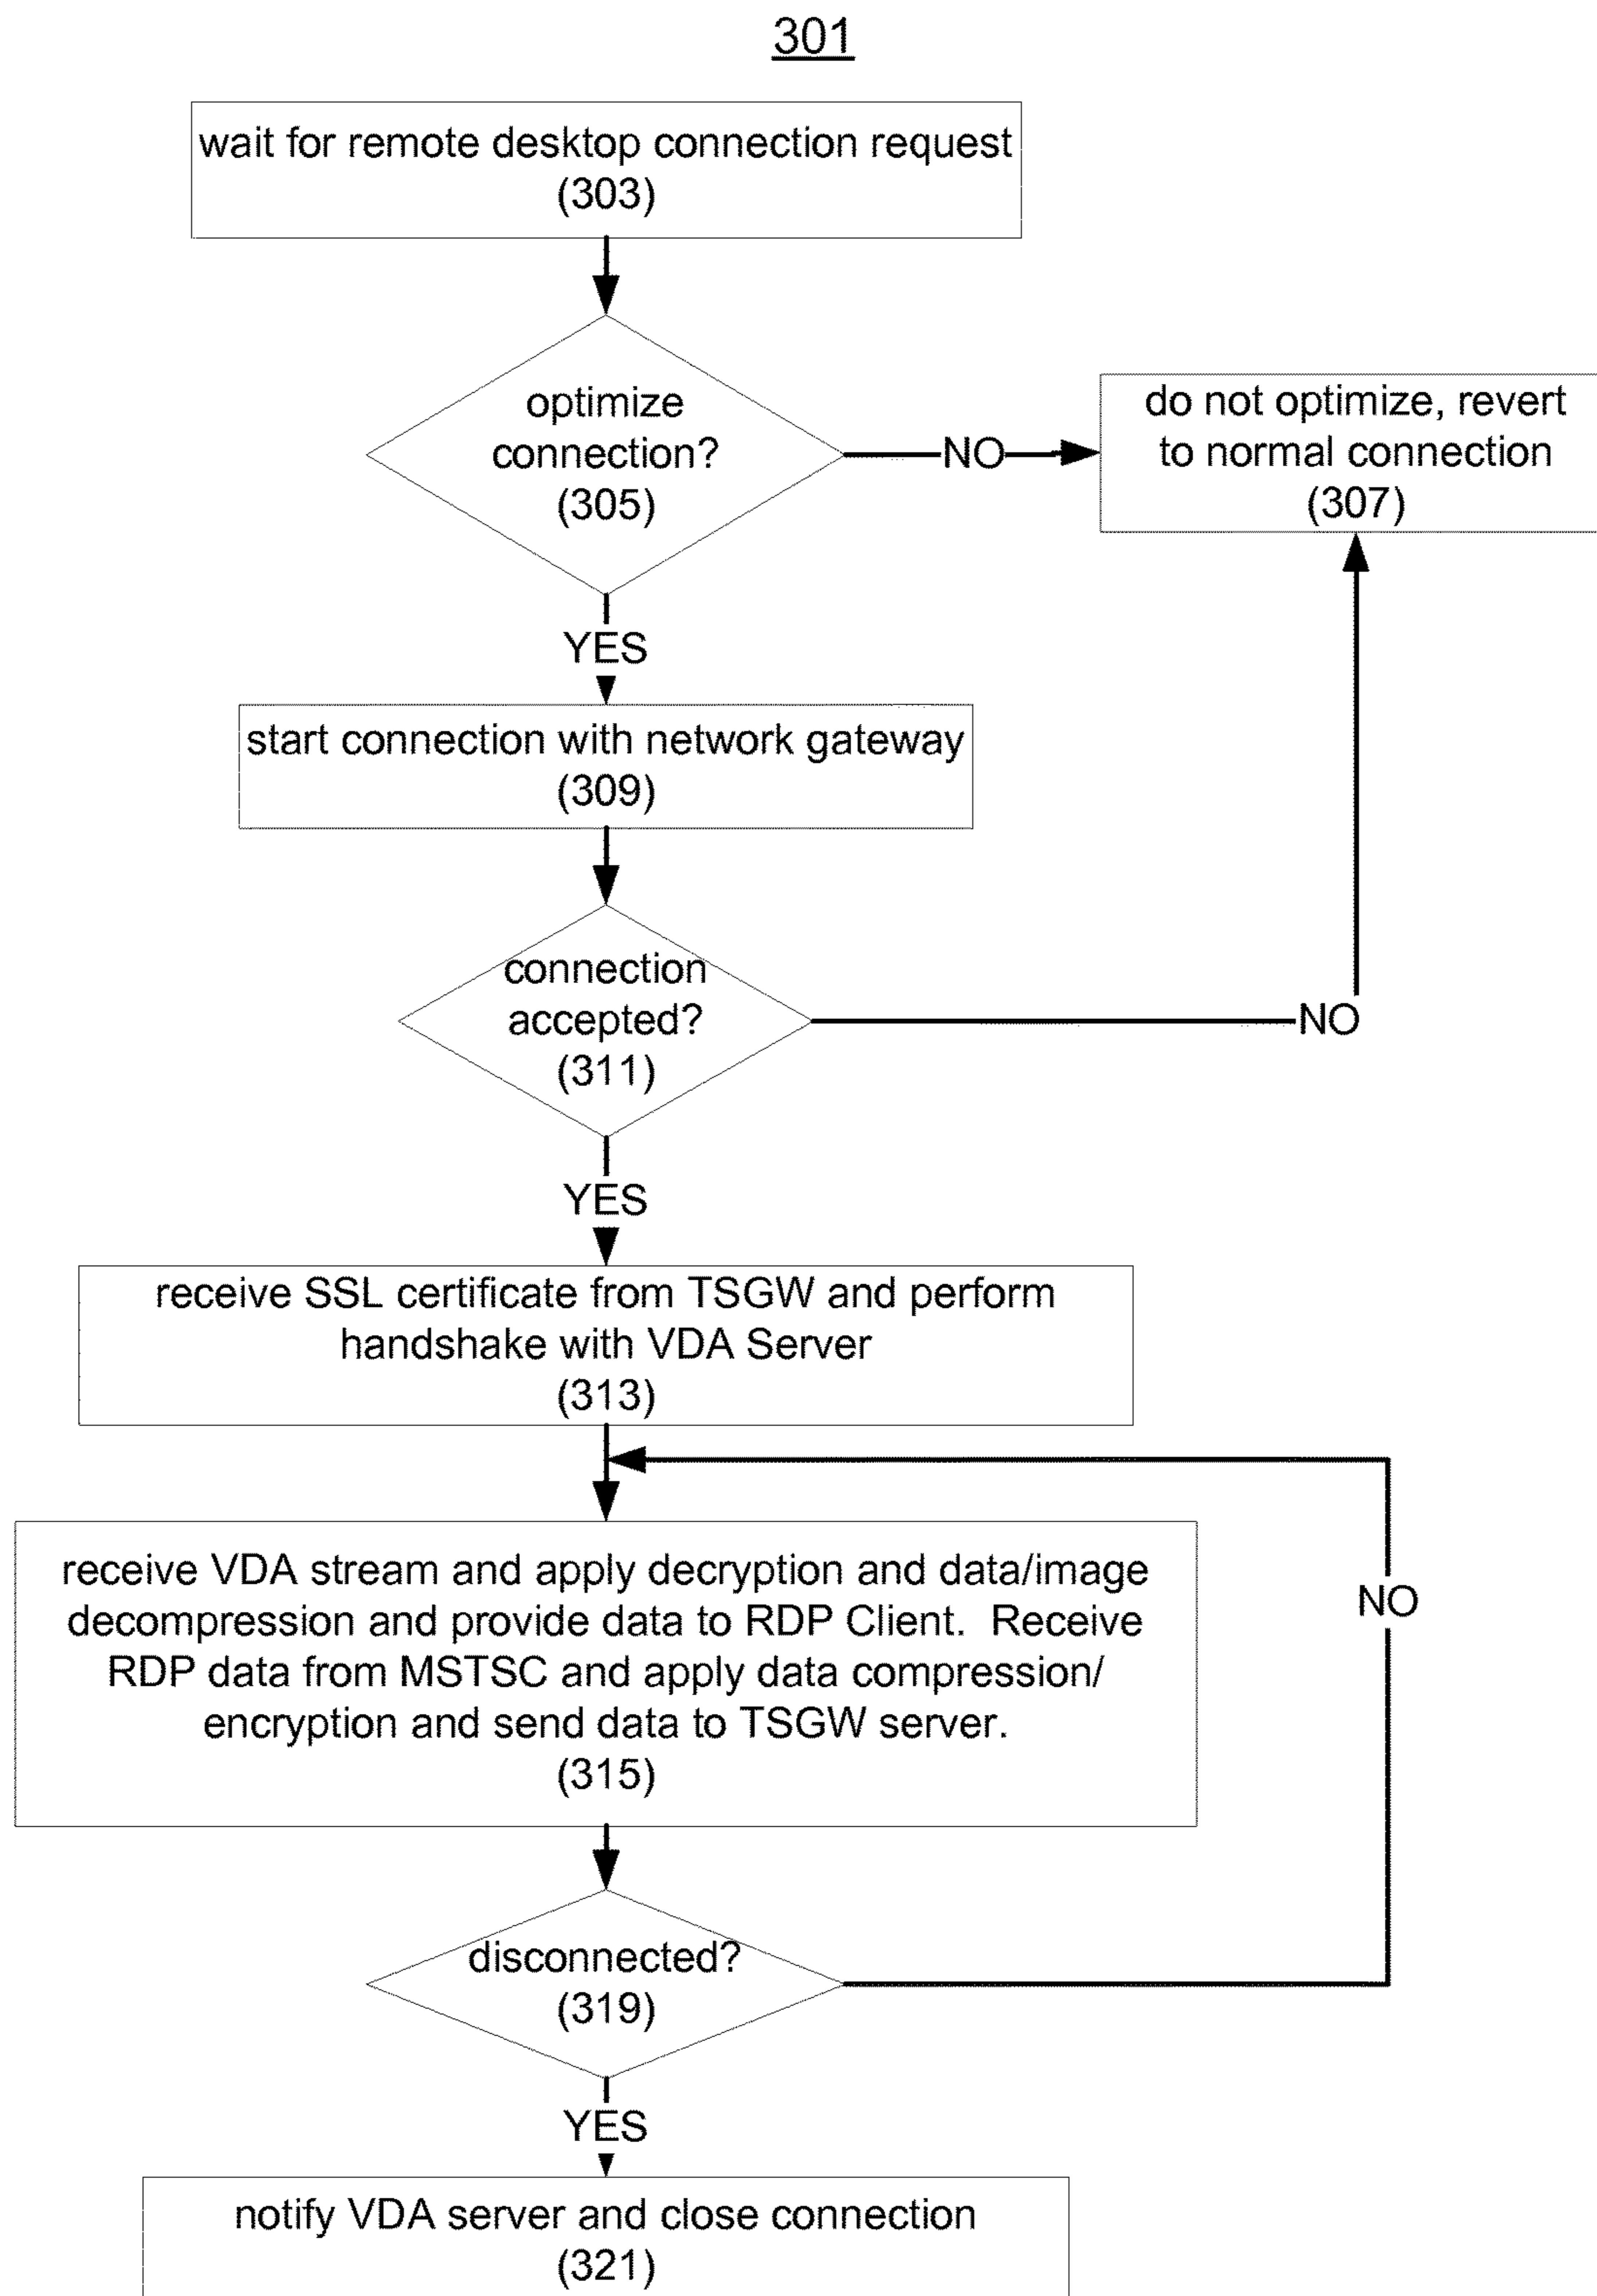 301
wait for remote desktop connection request
(303)
optimize
connection?
(305)
NO
do not optimize, revert
to normal connection
(307)
YES
start connection with network gateway
(309)
connection
accepted?
(311)
NO
YES
receive SSL certificate from TSGW and perform
handshake with VDA Server
(313)
receive VDA stream and apply decryption and data/image
decompression and provide data to RDP Client.  Receive
RDP data from MSTSC and apply data compression/
encryption and send data to TSGW server.
(315)
NO
disconnected?
(319)
YES
notify VDA server and close connection
(321)